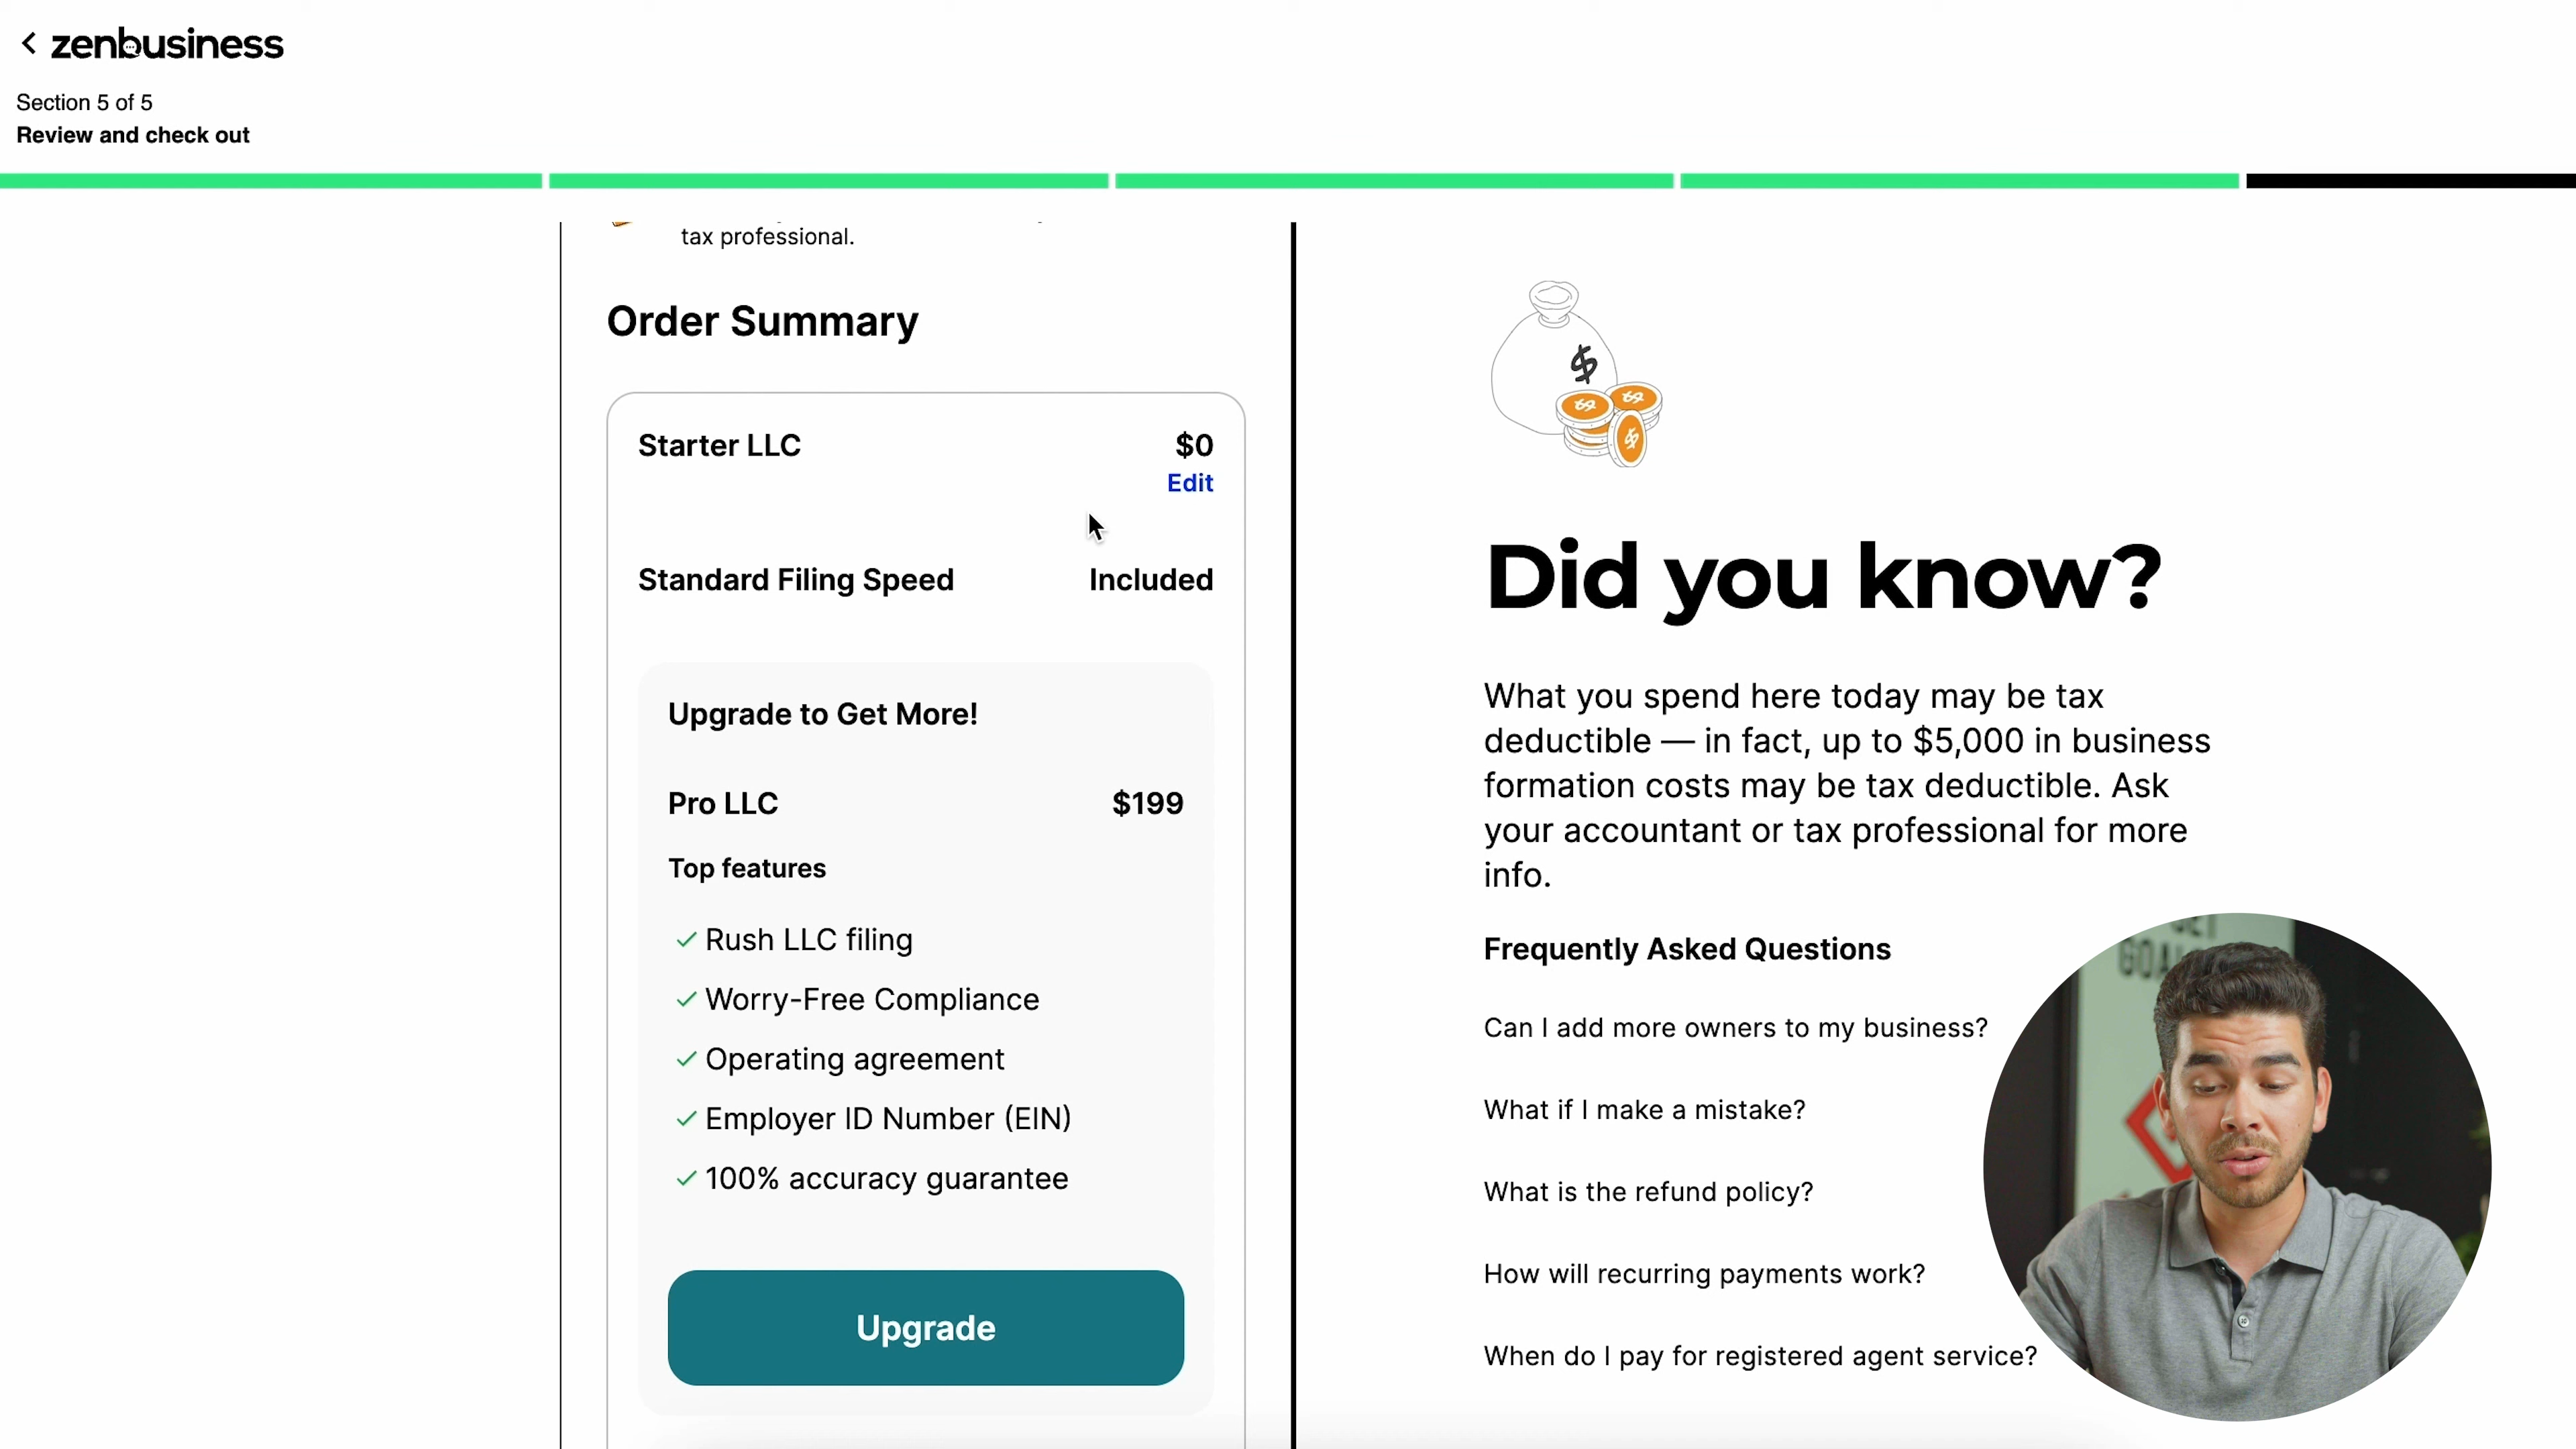 zenbusiness
Section 5 of 5
Review and check out
tax professional.
Order Summary
Starter LLC $0
Edit
Standard Filing Speed Included
Upgrade to Get More!
Pro LLC $199
Top features
Rush LLC filing
Worry-Free Compliance
Operating agreement
Employer ID Number (EIN)
100% accuracy guarantee
Upgrade
$
Did you know?
What you spend here today may be tax
deductible — in fact, up to $5,000 in business
formation costs may be tax deductible. Ask
your accountant or tax professional for more
info.
Frequently Asked Questions
Can I add more owners to my business?
What if I make a mistake?
What is the refund policy?
How will recurring payments work?
When do I pay for registered agent service?